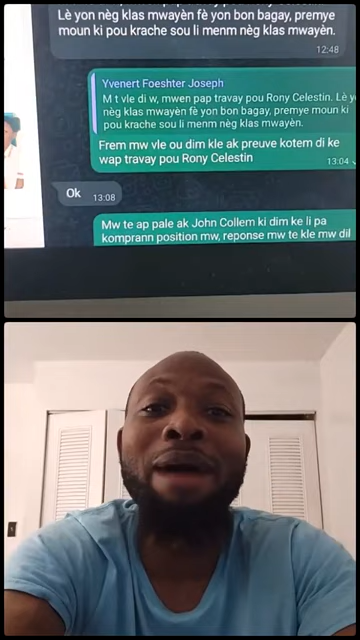 Lè yon nèg klas mwayèn fè yon bon bagay, premye
moun ki pou krache sou li menm nèg klas mwayèn.
12:48
Yvenert Foeshter Joseph
M t vle di w, mwen pap travay pou Rony Celestin. Lè y
nèg klas mwayèn fè yon bon bagay, premye moun ki
pou krache sou li menm nèg klas mwayèn.
Frem mw vle ou dim kle ak preuve kotem di ke
wap travay pou Rony Celestin
13:04
Ok 13:08
Mw te ap pale ak John Collem ki dim ke li pa
komprann position mw, reponse mw te kle mw dil